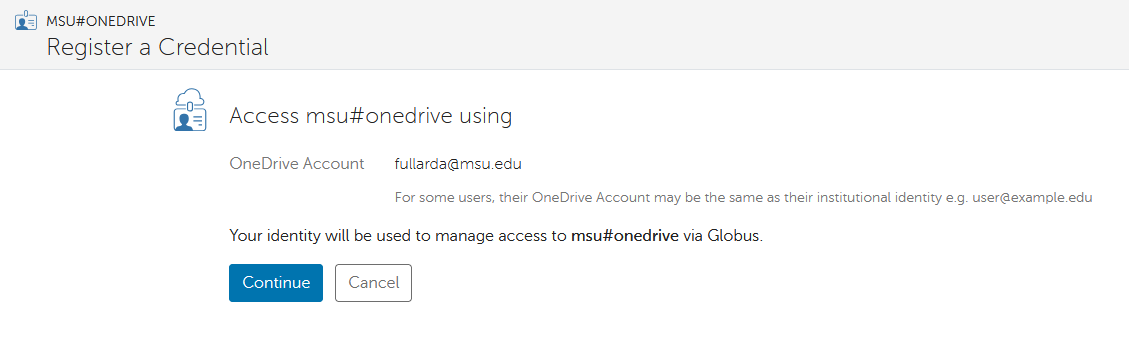 MSU#ONEDRIVE
Register a Credential
Access msu#onedrive using
OneDrive Account fullarda@msu.edu
For some users, their OneDrive Account may be the same as their institutional identity e.g. user@example.edu
Your identity will be used to manage access to msu#onedrive via Globus.
Continue Cancel